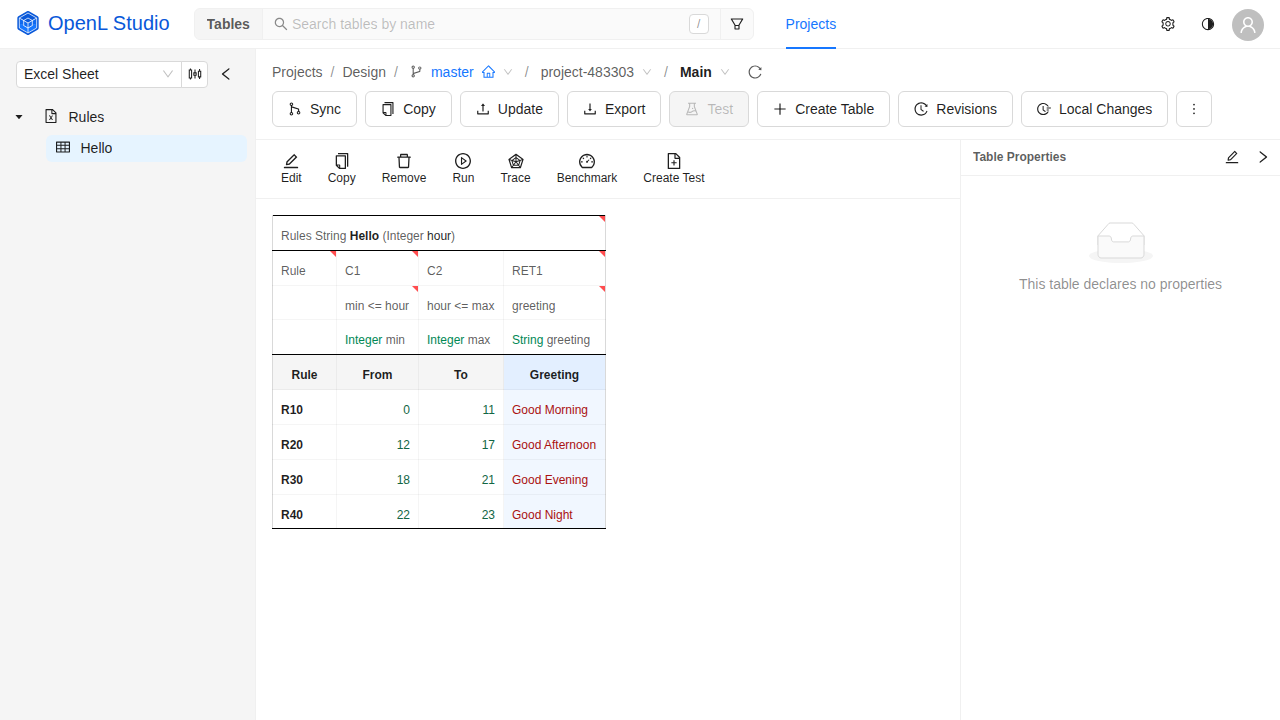 OpenL Studio Tables Search tables by name / Projects
Excel Sheet
Projects / Design / master / project-483303 / Main
Sync Copy Update Export Test Create Table Revisions Local Changes
Rules
Hello
Edit Copy Remove Run Trace Benchmark Create Test
Table Properties
This table declares no properties
Rules String Hello (Integer hour)
Rule C1 C2 RET1
min <= hour hour <= max greeting
Integer min Integer max String greeting
Rule From To Greeting
R10 0 11 Good Morning
R20 12 17 Good Afternoon
R30 18 21 Good Evening
R40 22 23 Good Night